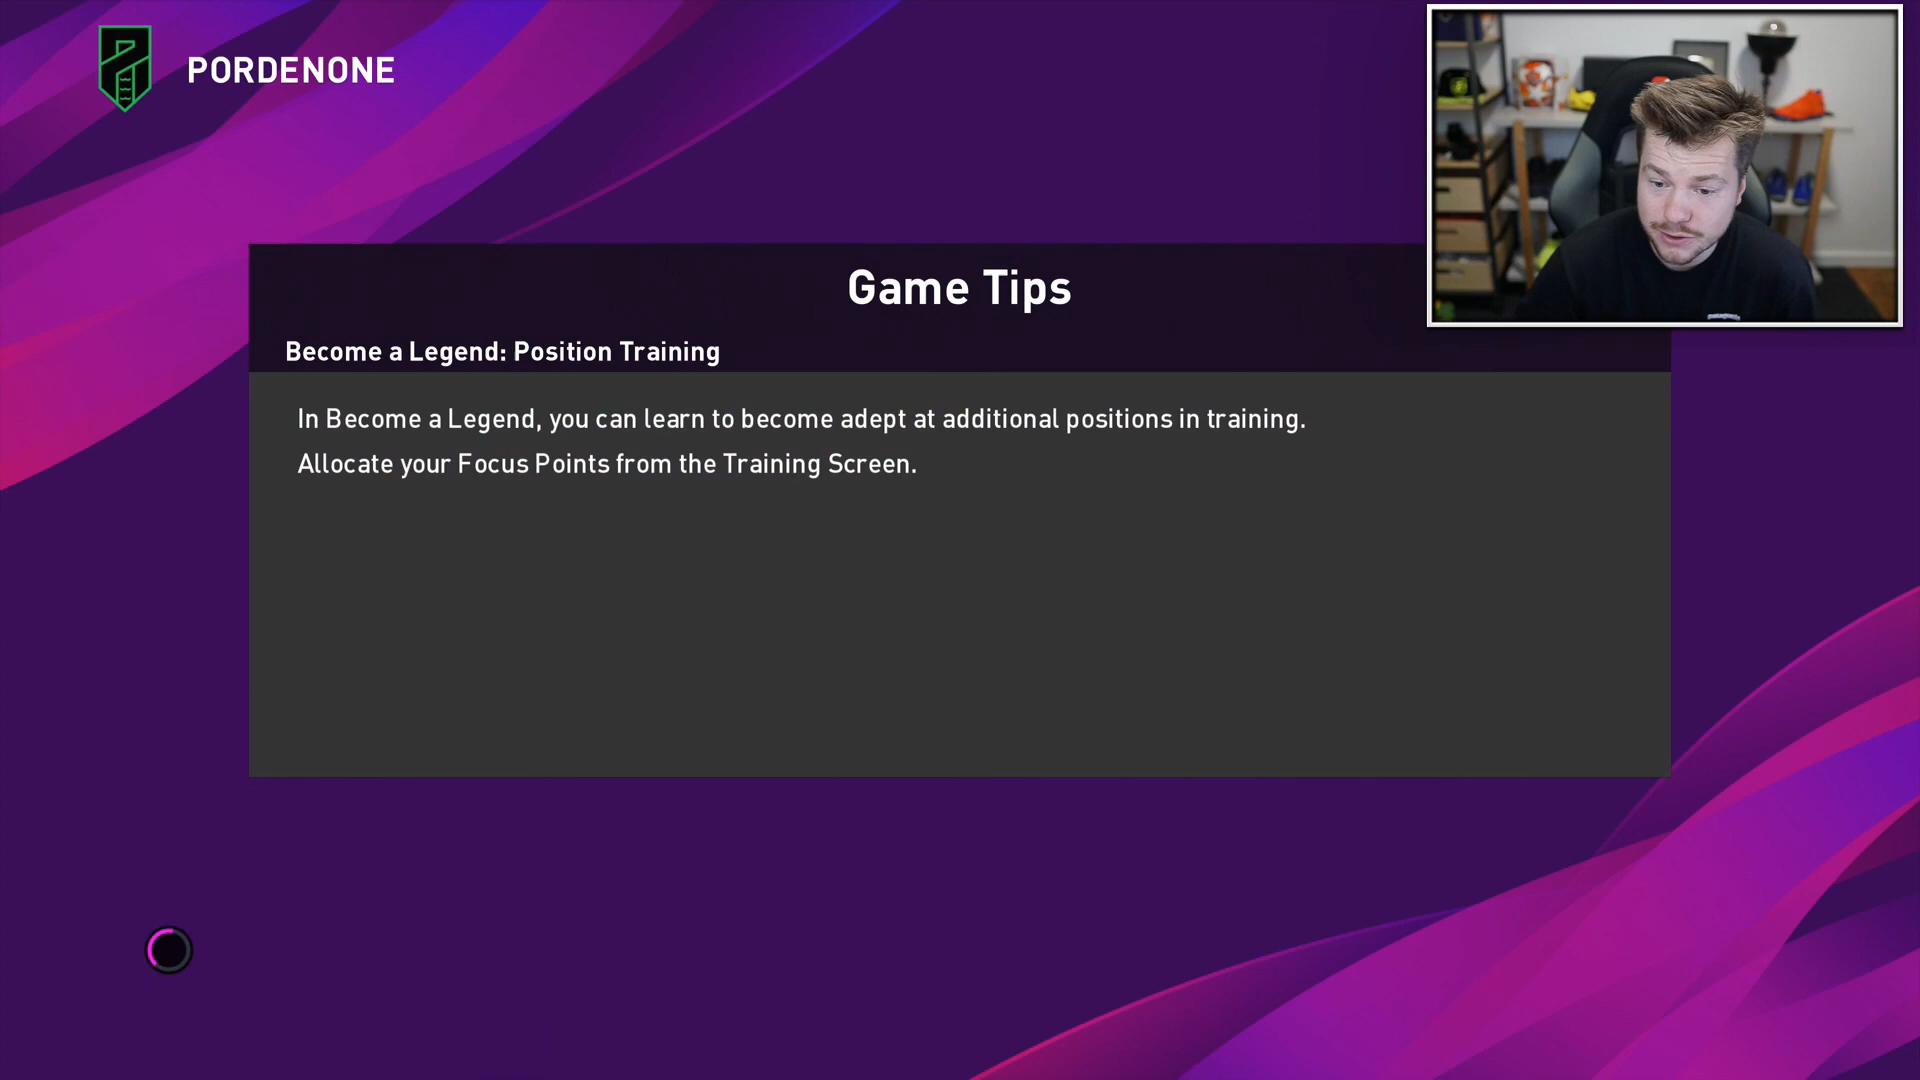 PORDENONE
Game Tips
Become a Legend: Position Training
In Become a Legend, you can learn to become adept at additional positions in training.
Allocate your Focus Points from the Training Screen.